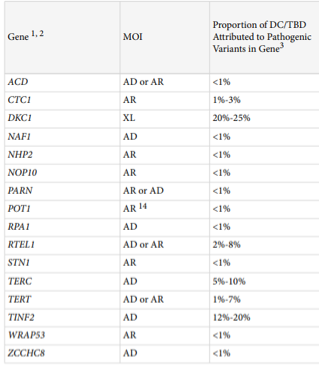 Gene 1, 2 MOI Proportion of DC/TBD
Attributed to Pathogenic
Variants in Gene3
ACD AD or AR <1%
CTC1 AR 1%-3%
DKC1 XL 20%-25%
NAF1 AD <1%
NHP2 AR <1%
NOP10 AR <1%
PARN AR or AD <1%
POT1 AR 14 <1%
RPA1 AD <1%
RTEL1 AD or AR 2%-8%
STN1 AR <1%
TERC AD 5%-10%
TERT AD or AR 1%-7%
TINF2 AD 12%-20%
WRAP53 AR <1%
ZCCHC8 AD <1%